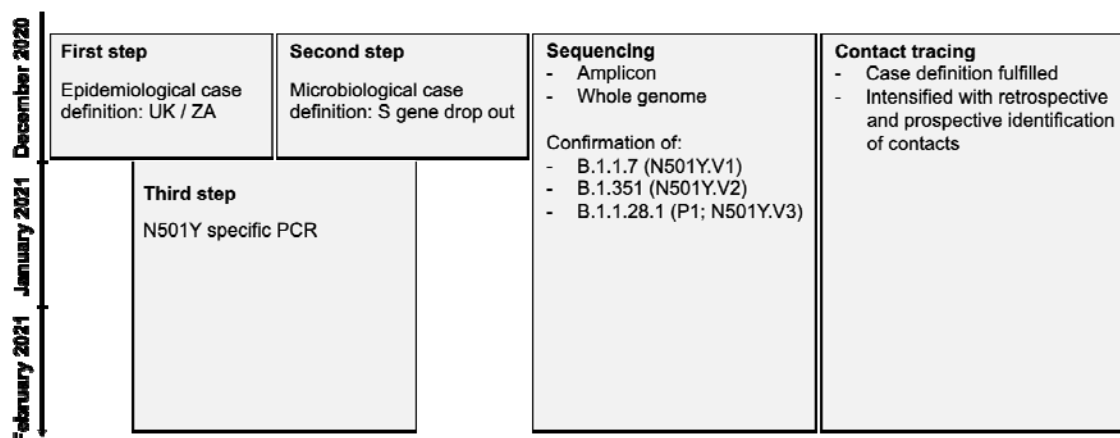 December 2020
January 2021
February 2021
First step
Epidemiological case
definition: UK / ZA
Second step
Microbiological case
definition: S gene drop out
Third step
N501Y specific PCR
Sequencing
- Amplicon
- Whole genome
Confirmation of:
- B.1.1.7 (N501Y.V1)
- B.1.351 (N501Y.V2)
- B.1.1.28.1 (P1; N501Y.V3)
Contact tracing
- Case definition fulfilled
- Intensified with retrospective
and prospective identification
of contacts